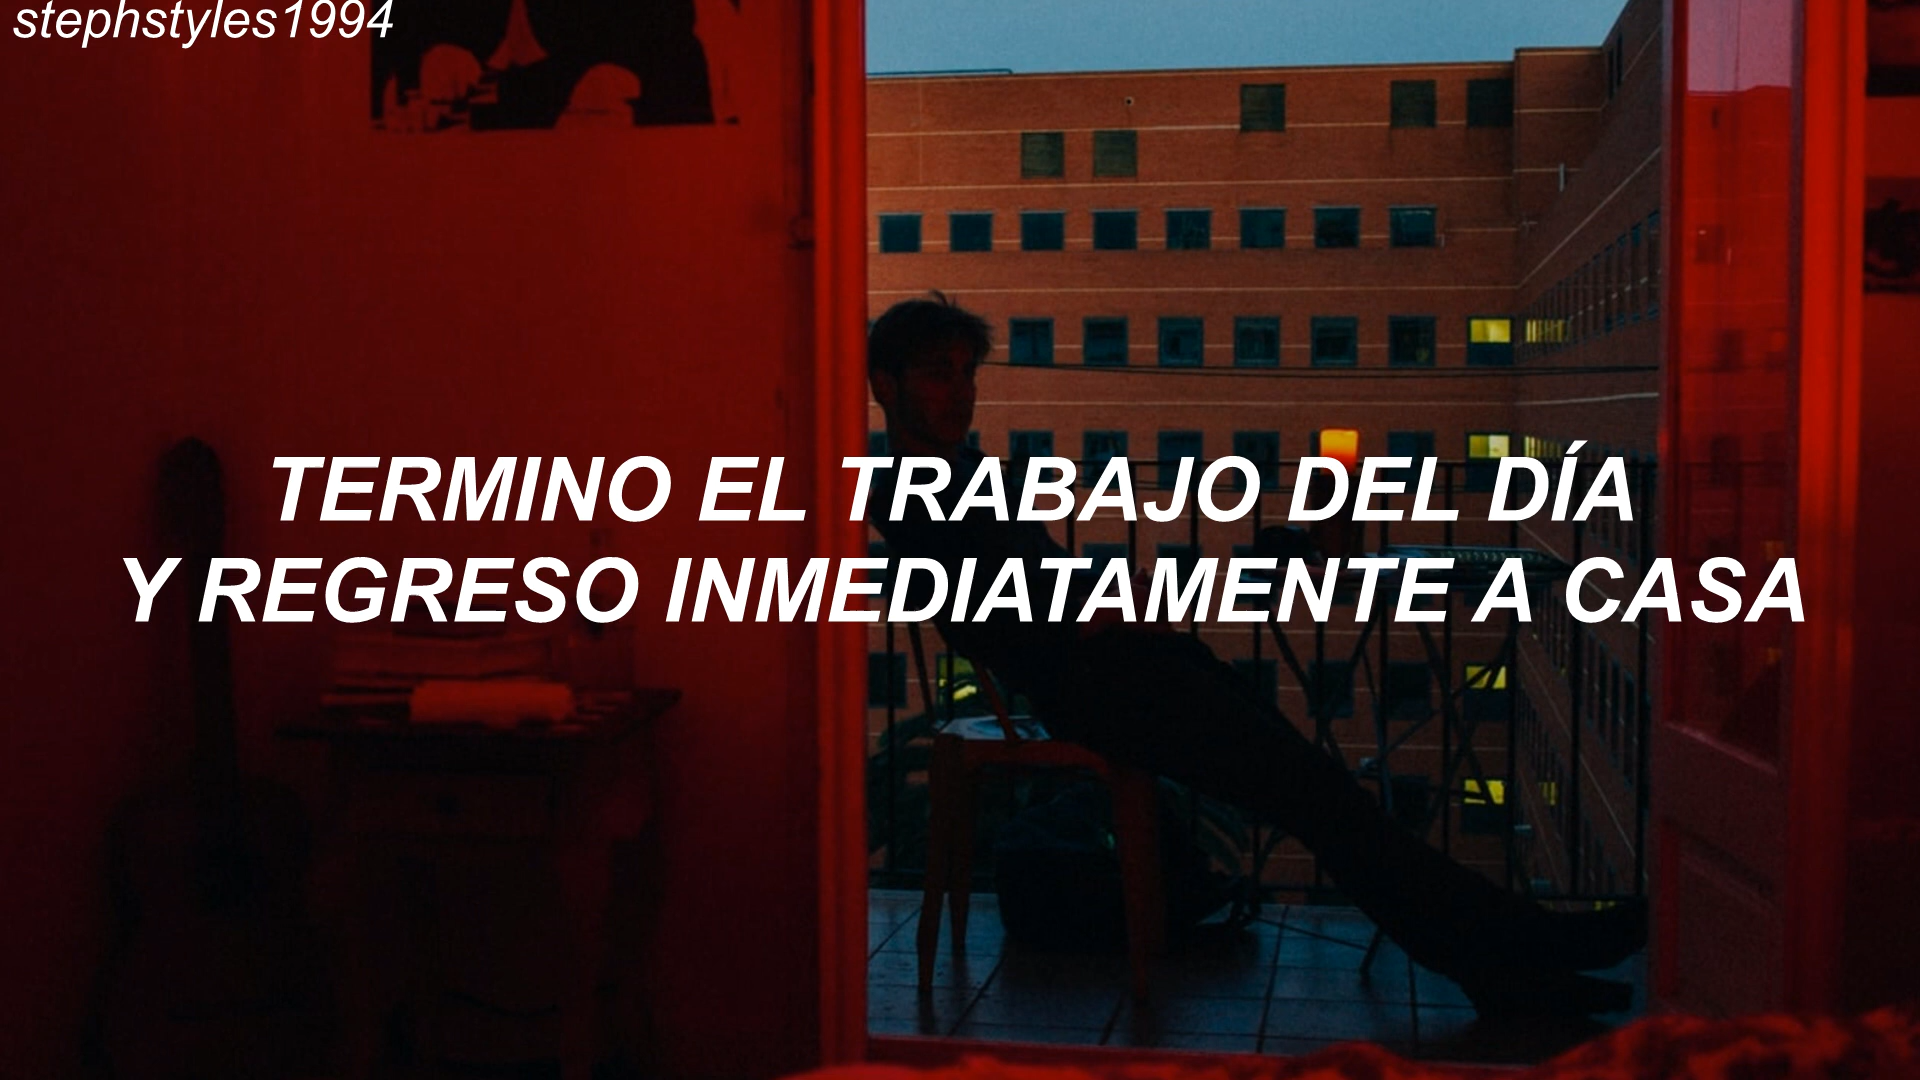 stephstyles1994
TERMINO EL TRABAJO DEL DÍA
Y REGRESO INMEDIATAMENTE A CASA